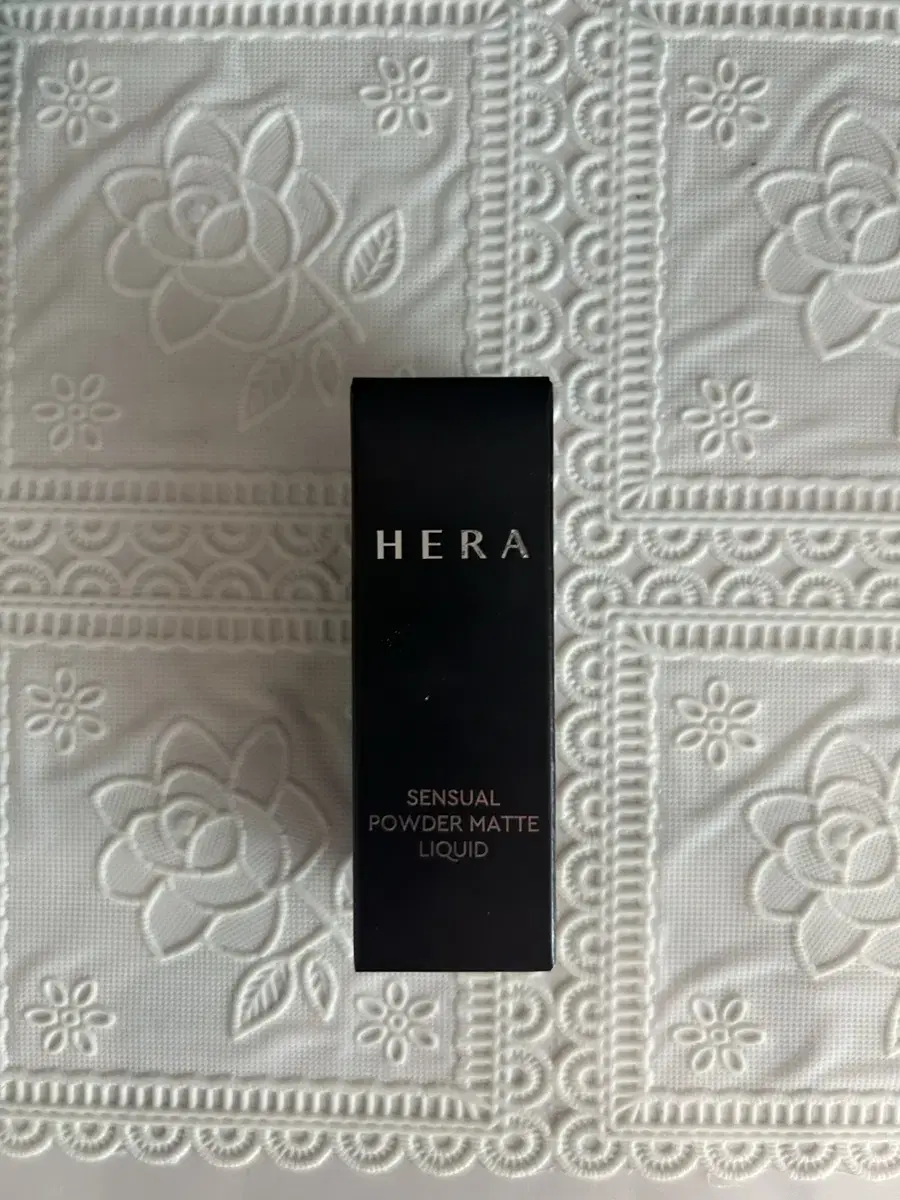 HERA
SENSUAL
POWDER MATTE
LIQUID